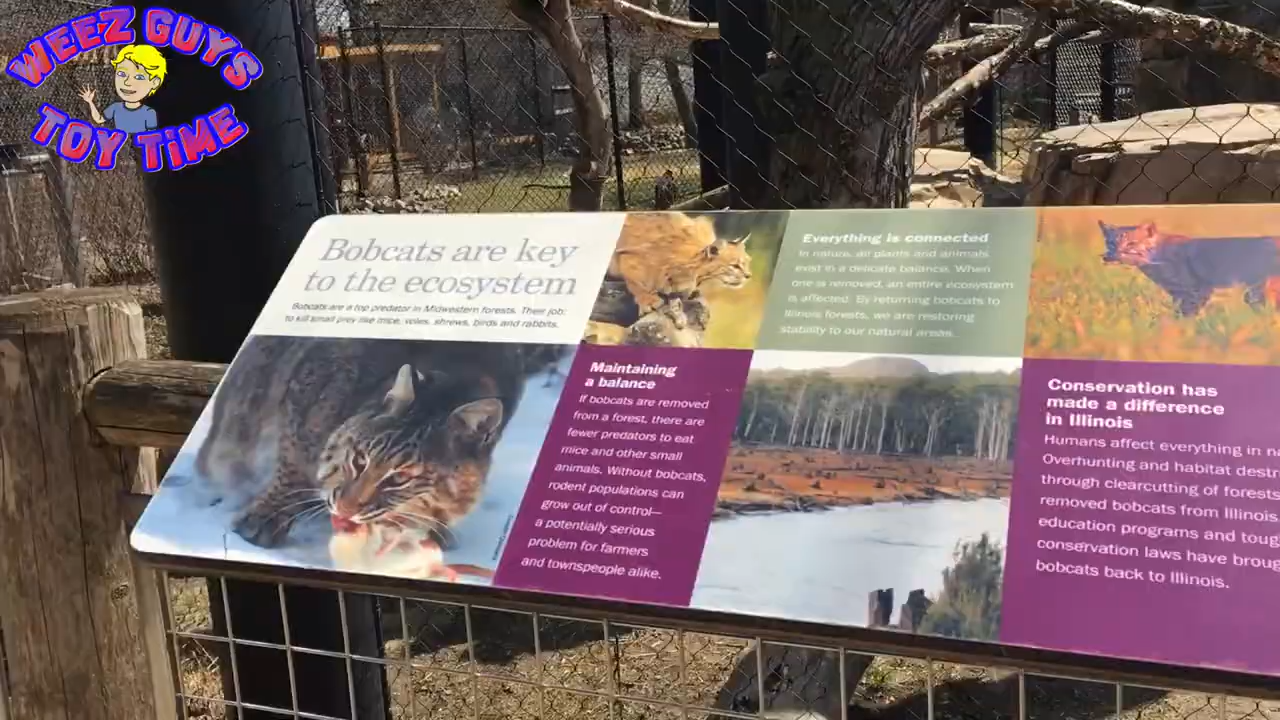 WEEZ GUYS
TOY TIME
Bobcats are key
to the ecosystem
Bobcats are a top predator in Midwestern forests. Their job:
to kill small prey like mice, voles, shrews, birds and rabbits.
Maintaining
a balance
If bobcats are removed
from a forest, there are
fewer predators to eat
mice and other small
animals. Without bobcats,
rodent populations can
grow out of control—
a potentially serious
problem for farmers
and townspeople alike.
Everything is connected
In nature, all plants and animals
exist in a delicate balance. When
one is removed, an entire ecosystem
is affected. By returning bobcats to
Illinois forests, we are restoring
stability to our natural areas.
Conservation has
made a difference
in Illinois
Humans affect everything in na
Overhunting and habitat destr
through clearcutting of forests
removed bobcats from Illinois.
education programs and toug
conservation laws have broug
bobcats back to Illinois.